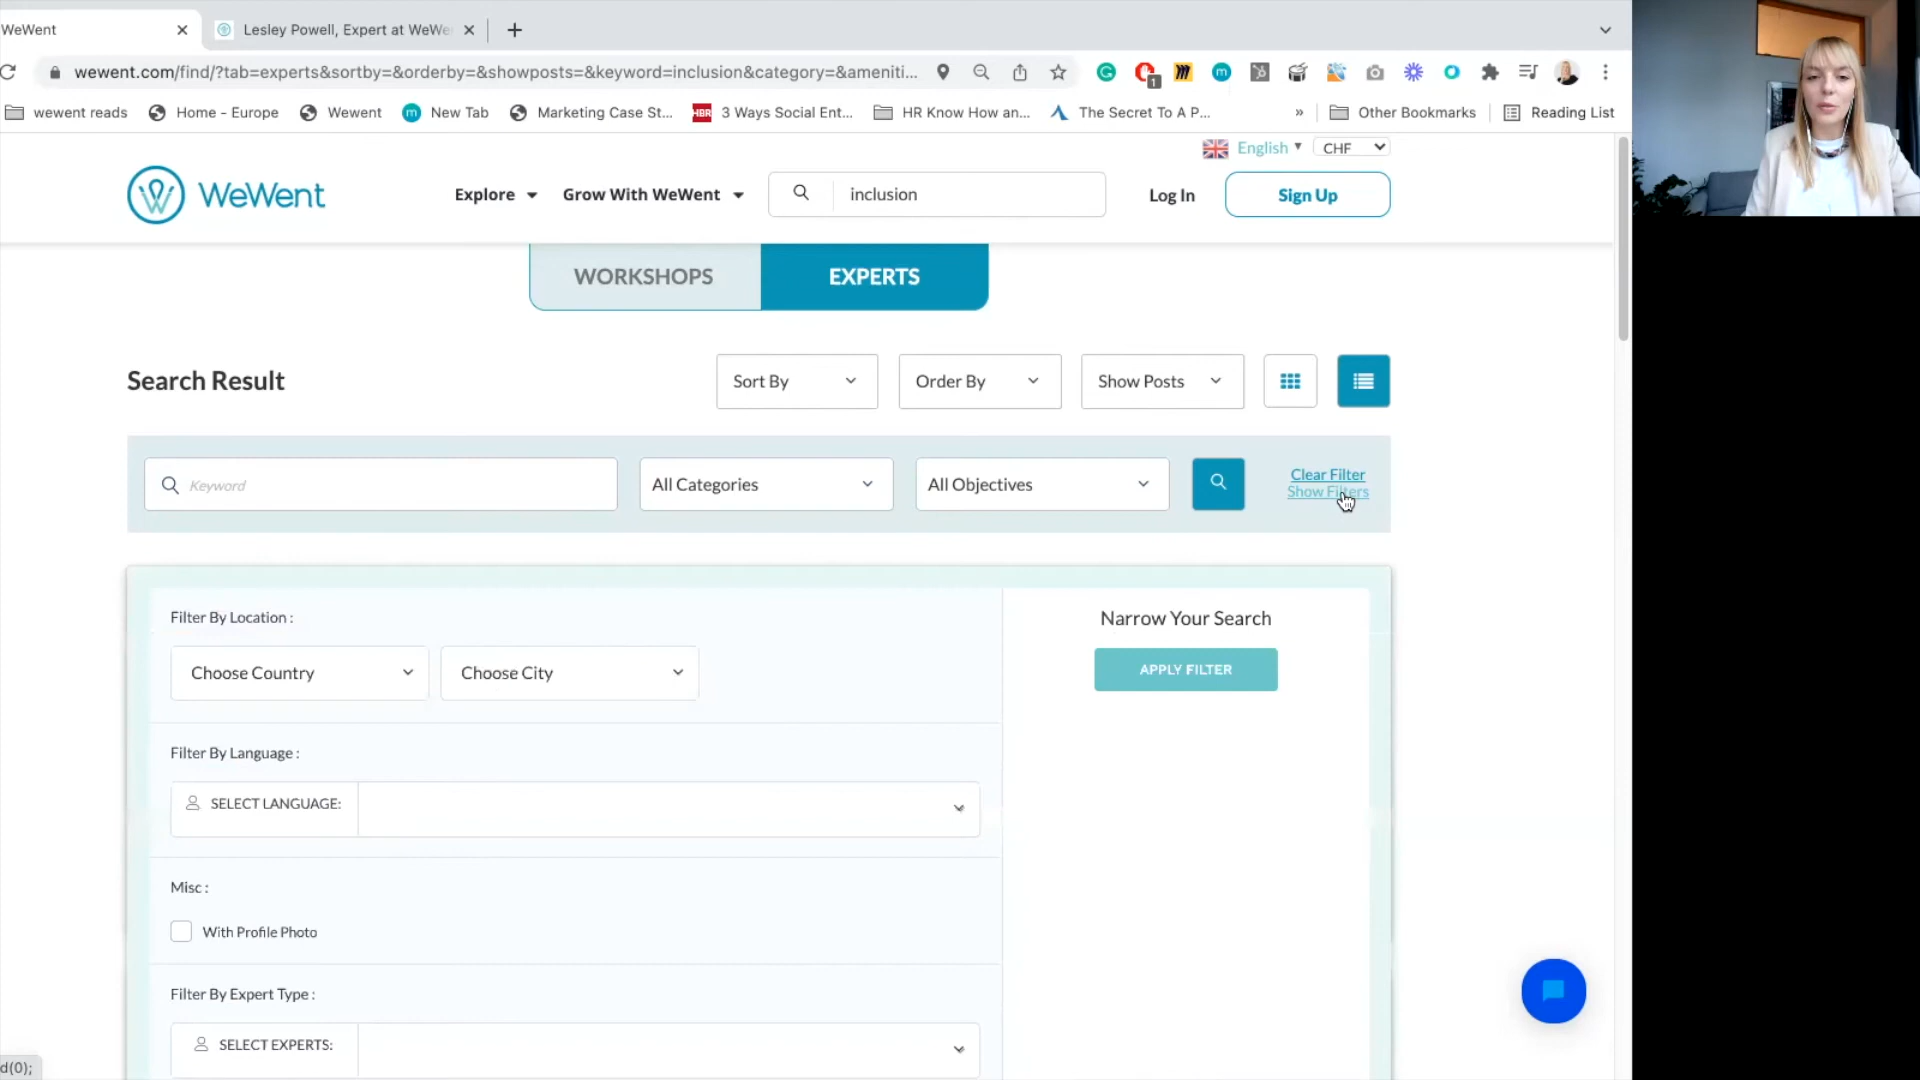 WeWent
Lesley Powell, Expert at WeWe
wewent.com/find/?tab=experts&sortby=&orderby=&showposts=&keyword=inclusion&category=&ameniti...
1
wewent reads
Home - Europe
Wewent
New Tab
Marketing Case St...
HBR
3 Ways Social Ent...
HR Know How an...
The Secret To A P...
»
Other Bookmarks
Reading List
English
CHF
WeWent
Explore
Grow With WeWent
inclusion
Log In
Sign Up
WORKSHOPS
EXPERTS
Search Result
Sort By
Order By
Show Posts
Keyword
All Categories
All Objectives
Clear Filter
Show Filters
Filter By Location :
Narrow Your Search
Choose Country
Choose City
APPLY FILTER
Filter By Language :
SELECT LANGUAGE:
Misc :
With Profile Photo
Filter By Expert Type :
SELECT EXPERTS:
d(0);